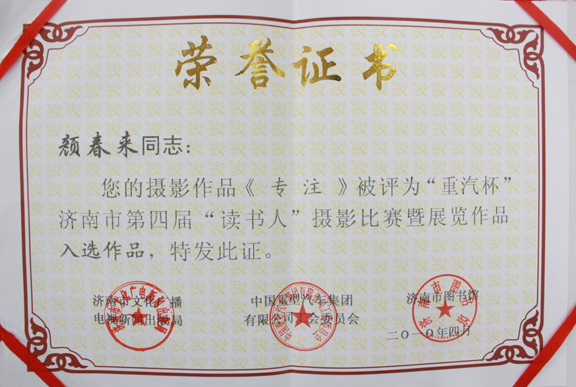 荣誉证书
颜春来同志：
您的摄影作品《专注》被评为“重汽杯”
济南市第四届“读书人”摄影比赛暨展览作品
入选作品，特发此证。
济南市文化广播
电视新闻出版局
中国重型汽车集团
有限公司工会委员会
济南市图书馆
二〇一〇年四月